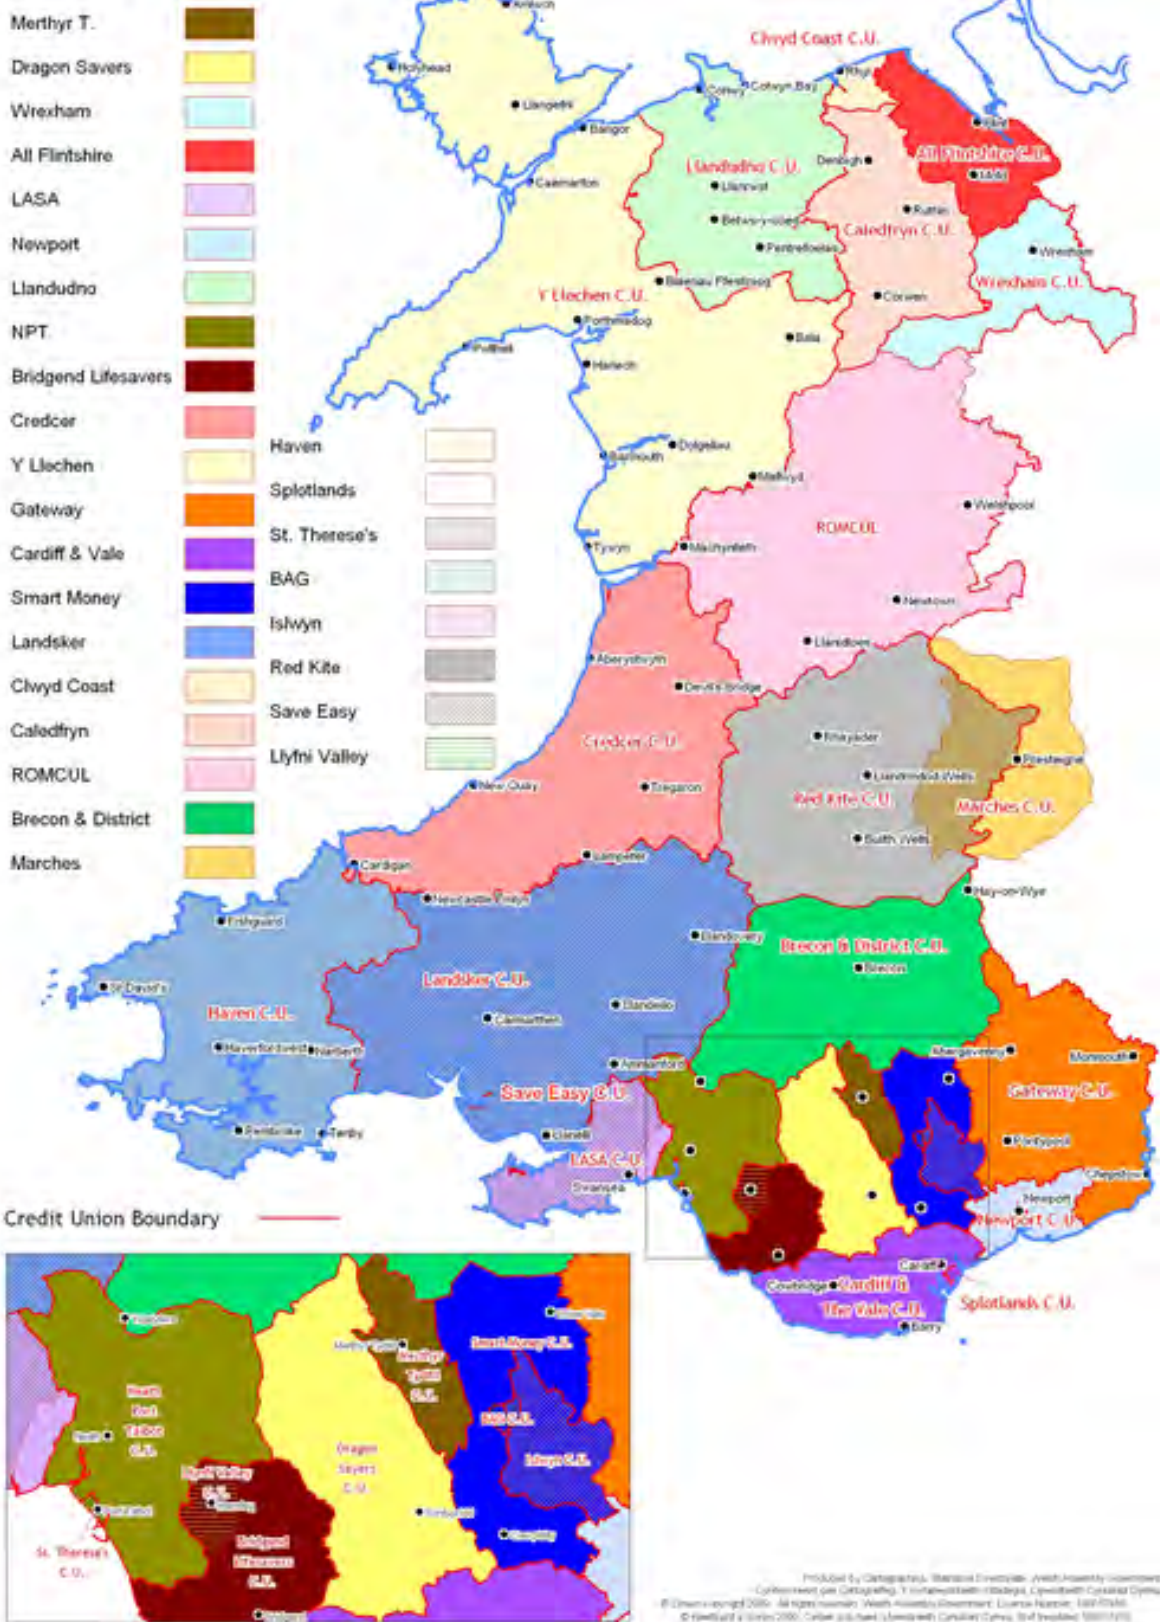 Merthyr T.
Dragon Savers
Wrexham
All Flintshire
LASA
Newport
Llandudno
NPT
Bridgend Lifesavers
Credcer
Y Llechen
Gateway
Cardiff & Vale
Smart Money
Landsker
Clwyd Coast
Caledfryn
ROMCUL
Brecon & District
Marches
Haven
Splotlands
St. Therese's
BAG
Islwyn
Red Kite
Save Easy
Llyfni Valley
Clwyd Coast C.U.
Holyhead
Rhyl
Conwy
Colwyn Bay
Llangefni
Bangor
All Flintshire C.U.
Denbigh
Llandudno C.U.
Mold
Caernarfon
Llanrwst
Ruthin
Betws-y-coed
Caledfryn C.U.
Pentrefoelas
Wrexham
Blaenau Ffestiniog
Wrexham C.U.
Y Llechen C.U.
Corwen
Porthmadog
Bala
Pwllheli
Harlech
Dolgellau
Barmouth
Mallwyd
Welshpool
ROMCUL
Tywyn
Machynlleth
Newtown
Llanidloes
Aberystwyth
Devil's Bridge
Rhayader
Credcer C.U.
Presteigne
Llandrindod Wells
New Quay
Tregaron
Red Kite C.U.
Marches C.U.
Builth Wells
Lampeter
Cardigan
Hay-on-Wye
Newcastle Emlyn
Fishguard
Llandovery
Brecon & District C.U.
Brecon
Landsker C.U.
St David's
Llandeilo
Haven C.U.
Carmarthen
Haverfordwest
Narberth
Abergavenny
Monmouth
Ammanford
Save Easy C.U.
Gateway C.U.
Pembroke
Tenby
Llanelli
Pontypool
LASA C.U.
Chepstow
Swansea
Newport
Newport C.U.
Credit Union Boundary
Cardiff
Cowbridge
Cardiff &
The Vale C.U.
Splotlands C.U.
Barry
Smart Money C.U.
Merthyr Tydfil
Merthyr
Tydfil
C.U.
Neath
Port
Talbot
C.U.
BAG C.U.
Neath
Dragon
Savers
C.U.
Islwyn C.U.
Llynfi Valley
C.U.
Bridgend
Lifesavers
C.U.
St. Therese's
C.U.